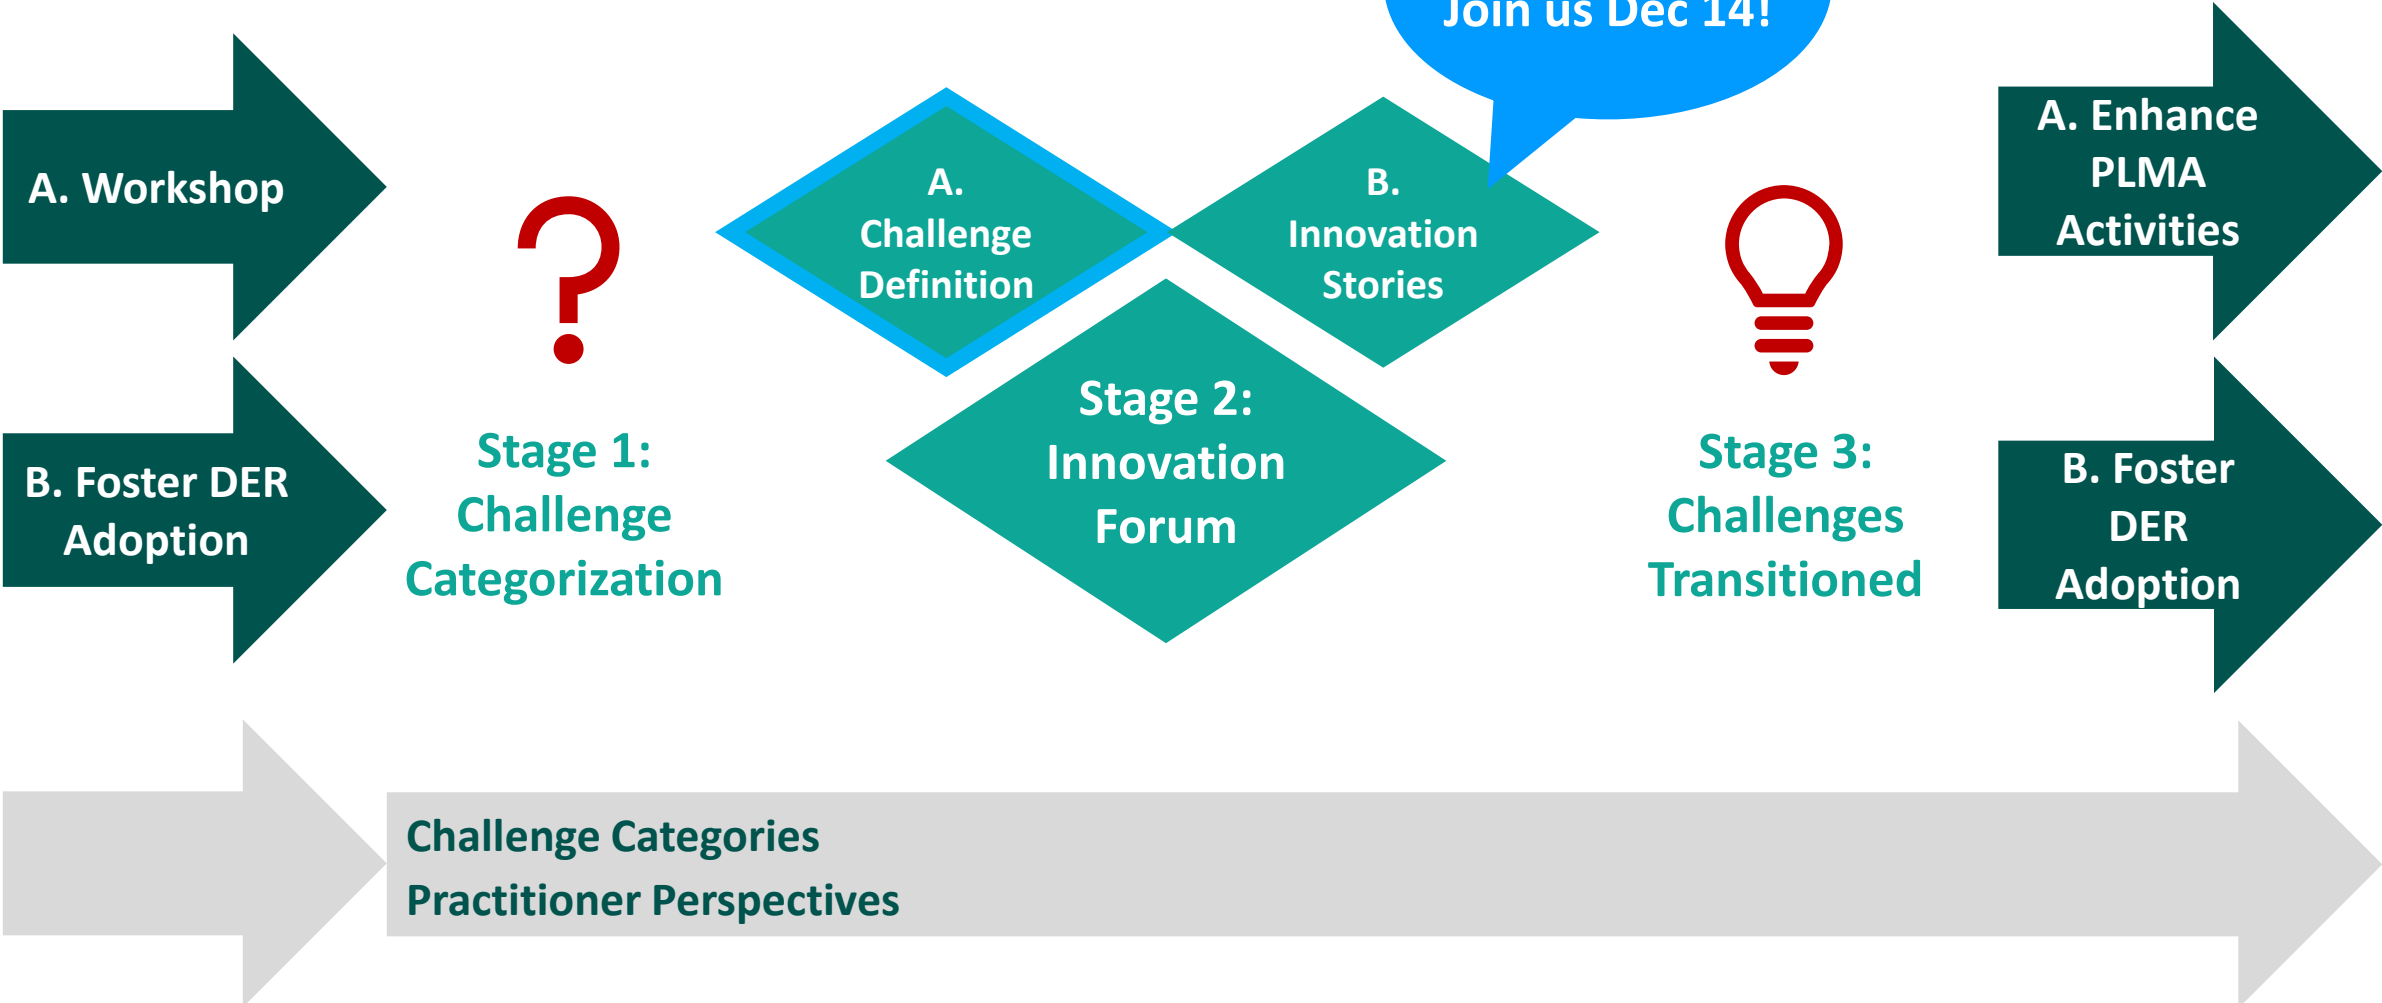 Join us Dec 14!
A. Workshop
B. Foster DER
Adoption
Stage 1:
Challenge
Categorization
A.
Challenge
Definition
B.
Innovation
Stories
Stage 2:
Innovation
Forum
Stage 3:
Challenges
Transitioned
A. Enhance
PLMA
Activities
B. Foster
DER
Adoption
Challenge Categories
Practitioner Perspectives